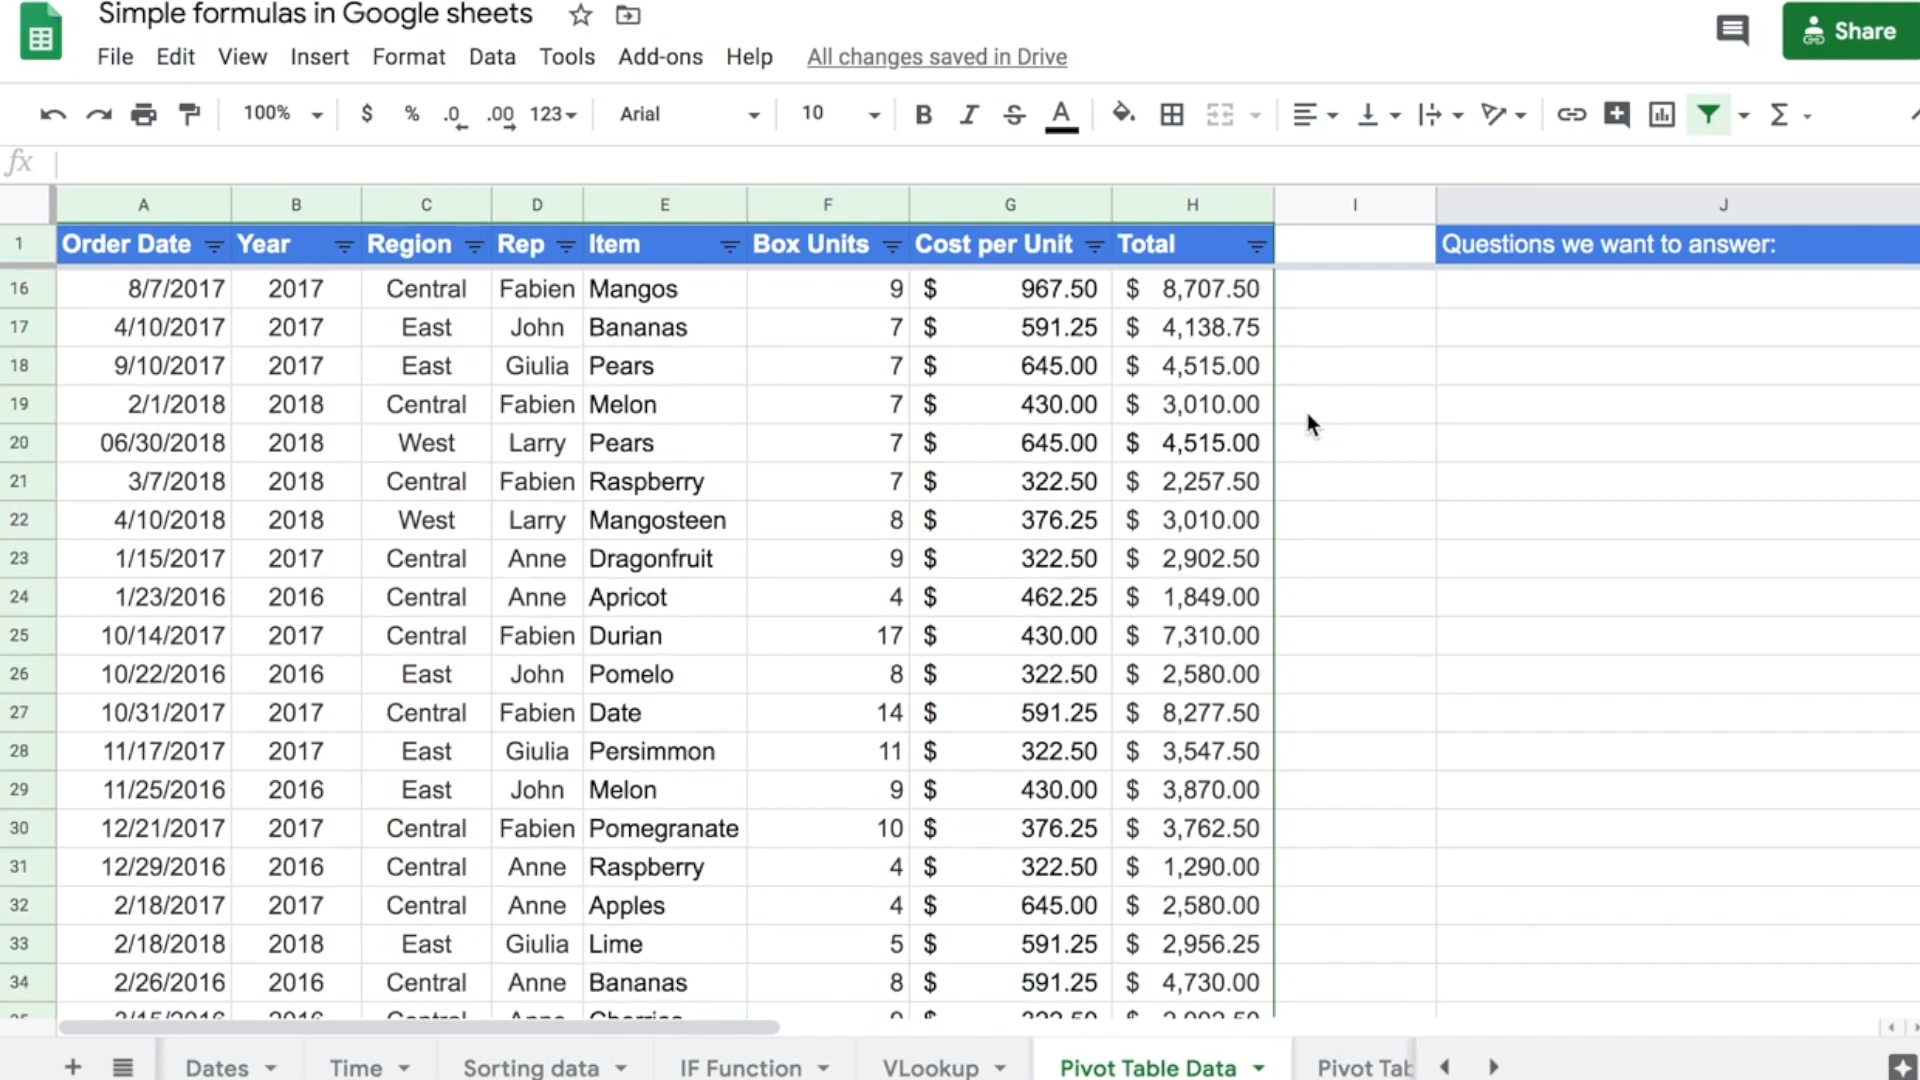 Simple formulas in Google sheets
File Edit View Insert Format Data Tools Add-ons Help All changes saved in Drive
Share
100% $ % .0 .00 123 Arial 10 B I S A Σ
fx
A B C D E F G H I J
1 Order Date Year Region Rep Item Box Units Cost per Unit Total Questions we want to answer:
16 8/7/2017 2017 Central Fabien Mangos 9 $ 967.50 $ 8,707.50
17 4/10/2017 2017 East John Bananas 7 $ 591.25 $ 4,138.75
18 9/10/2017 2017 East Giulia Pears 7 $ 645.00 $ 4,515.00
19 2/1/2018 2018 Central Fabien Melon 7 $ 430.00 $ 3,010.00
20 06/30/2018 2018 West Larry Pears 7 $ 645.00 $ 4,515.00
21 3/7/2018 2018 Central Fabien Raspberry 7 $ 322.50 $ 2,257.50
22 4/10/2018 2018 West Larry Mangosteen 8 $ 376.25 $ 3,010.00
23 1/15/2017 2017 Central Anne Dragonfruit 9 $ 322.50 $ 2,902.50
24 1/23/2016 2016 Central Anne Apricot 4 $ 462.25 $ 1,849.00
25 10/14/2017 2017 Central Fabien Durian 17 $ 430.00 $ 7,310.00
26 10/22/2016 2016 East John Pomelo 8 $ 322.50 $ 2,580.00
27 10/31/2017 2017 Central Fabien Date 14 $ 591.25 $ 8,277.50
28 11/17/2017 2017 East Giulia Persimmon 11 $ 322.50 $ 3,547.50
29 11/25/2016 2016 East John Melon 9 $ 430.00 $ 3,870.00
30 12/21/2017 2017 Central Fabien Pomegranate 10 $ 376.25 $ 3,762.50
31 12/29/2016 2016 Central Anne Raspberry 4 $ 322.50 $ 1,290.00
32 2/18/2017 2017 Central Anne Apples 4 $ 645.00 $ 2,580.00
33 2/18/2018 2018 East Giulia Lime 5 $ 591.25 $ 2,956.25
34 2/26/2016 2016 Central Anne Bananas 8 $ 591.25 $ 4,730.00
Dates Time Sorting data IF Function VLookup Pivot Table Data Pivot Tab